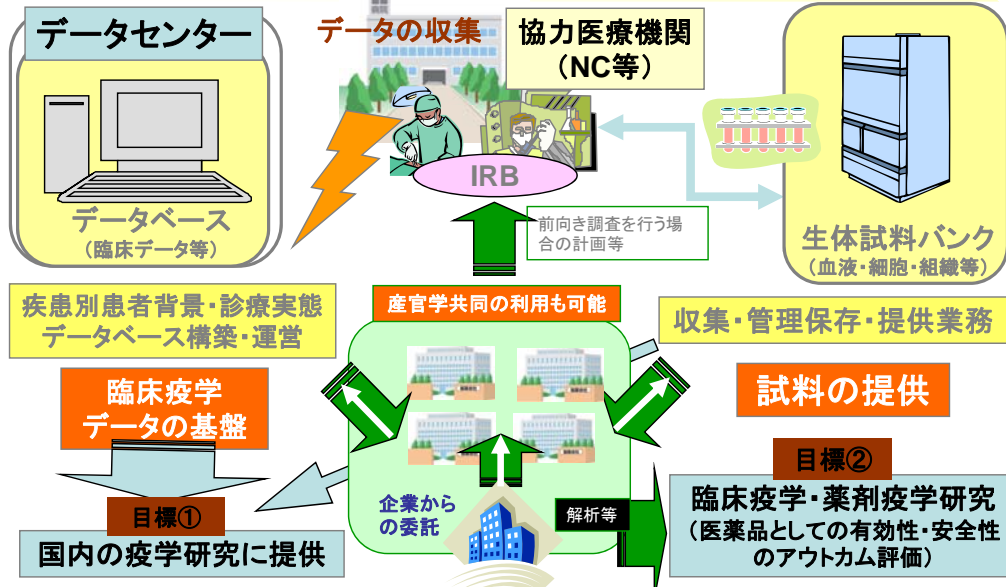 データセンター
データの収集
協力医療機関
（NC等）
IRB
データベース
（臨床データ等）
前向き調査を行う場
合の計画等
生体試料バンク
（血液・細胞・組織等）
疾患別患者背景・診療実態
データベース構築・運営
産官学共同の利用も可能
収集・管理保存・提供業務
臨床疫学
データの基盤
試料の提供
目標①
国内の疫学研究に提供
企業から
の委託
解析等
目標②
臨床疫学・薬剤疫学研究
（医薬品としての有効性・安全性
のアウトカム評価）